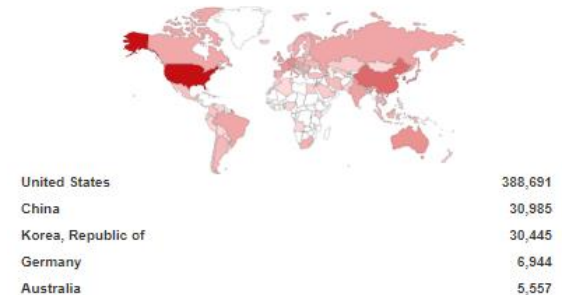 United States 388,691
China 30,985
Korea, Republic of 30,445
Germany 6,944
Australia 5,557